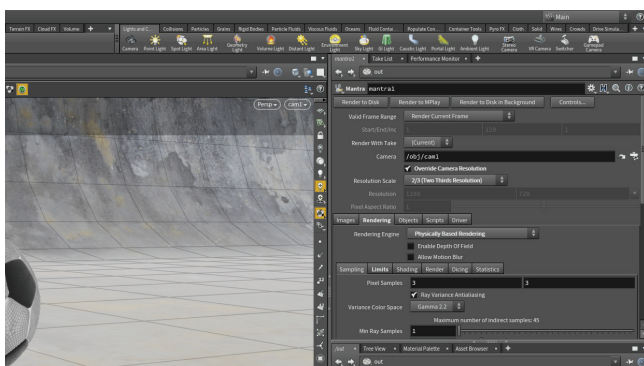 Main
Terrain FX Cloud FX Volume
Lights and C... Collisions Particles Grains Rigid Bodies Particle Fluids Viscous Fluids Oceans Populate Con... Container Tools Pyro FX Cloth Solid Wires Crowds Drive Simula...
Camera Point Light Spot Light Area Light Geometry Light Volume Light Distant Light Environment Light Sky Light GI Light Caustic Light Portal Light Ambient Light Stereo Camera VR Camera Switcher Gamepad Camera
mantra1 Take List Performance Monitor
out
Mantra mantra1
Render to Disk Render to MPlay Render to Disk in Background Controls...
Persp cam1
Valid Frame Range Render Current Frame
Start/End/Inc 1 1
Render With Take (Current)
Camera /obj/cam1
Override Camera Resolution
Resolution Scale 2/3 (Two Thirds Resolution)
Resolution 1280 720
Pixel Aspect Ratio 1
Images Rendering Objects Scripts Driver
Rendering Engine Physically Based Rendering
Enable Depth Of Field
Allow Motion Blur
Sampling Limits Shading Render Dicing Statistics
Pixel Samples 3 3
Ray Variance Antialiasing
Variance Color Space Gamma 2.2
Maximum number of indirect samples: 45
Min Ray Samples 1
/out Tree View Material Palette Asset Browser
out